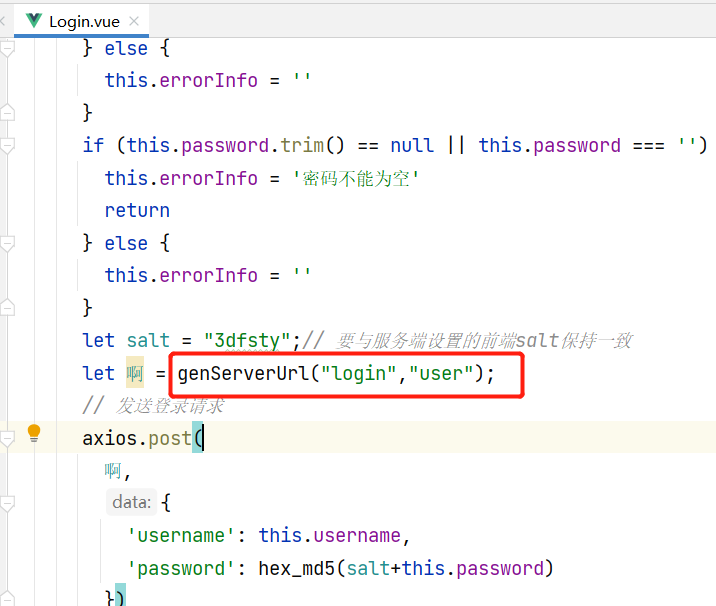 Login.vue
} else {
this.errorInfo = ''
}
if (this.password.trim() == null || this.password === '')
this.errorInfo = '密码不能为空'
return
} else {
this.errorInfo = ''
}
let salt = "3dfsty";// 要与服务端设置的前端salt保持一致
let 啊 = genServerUrl("login","user");
// 发送登录请求
axios.post(
啊,
data: {
'username': this.username,
'password': hex_md5(salt+this.password)
})